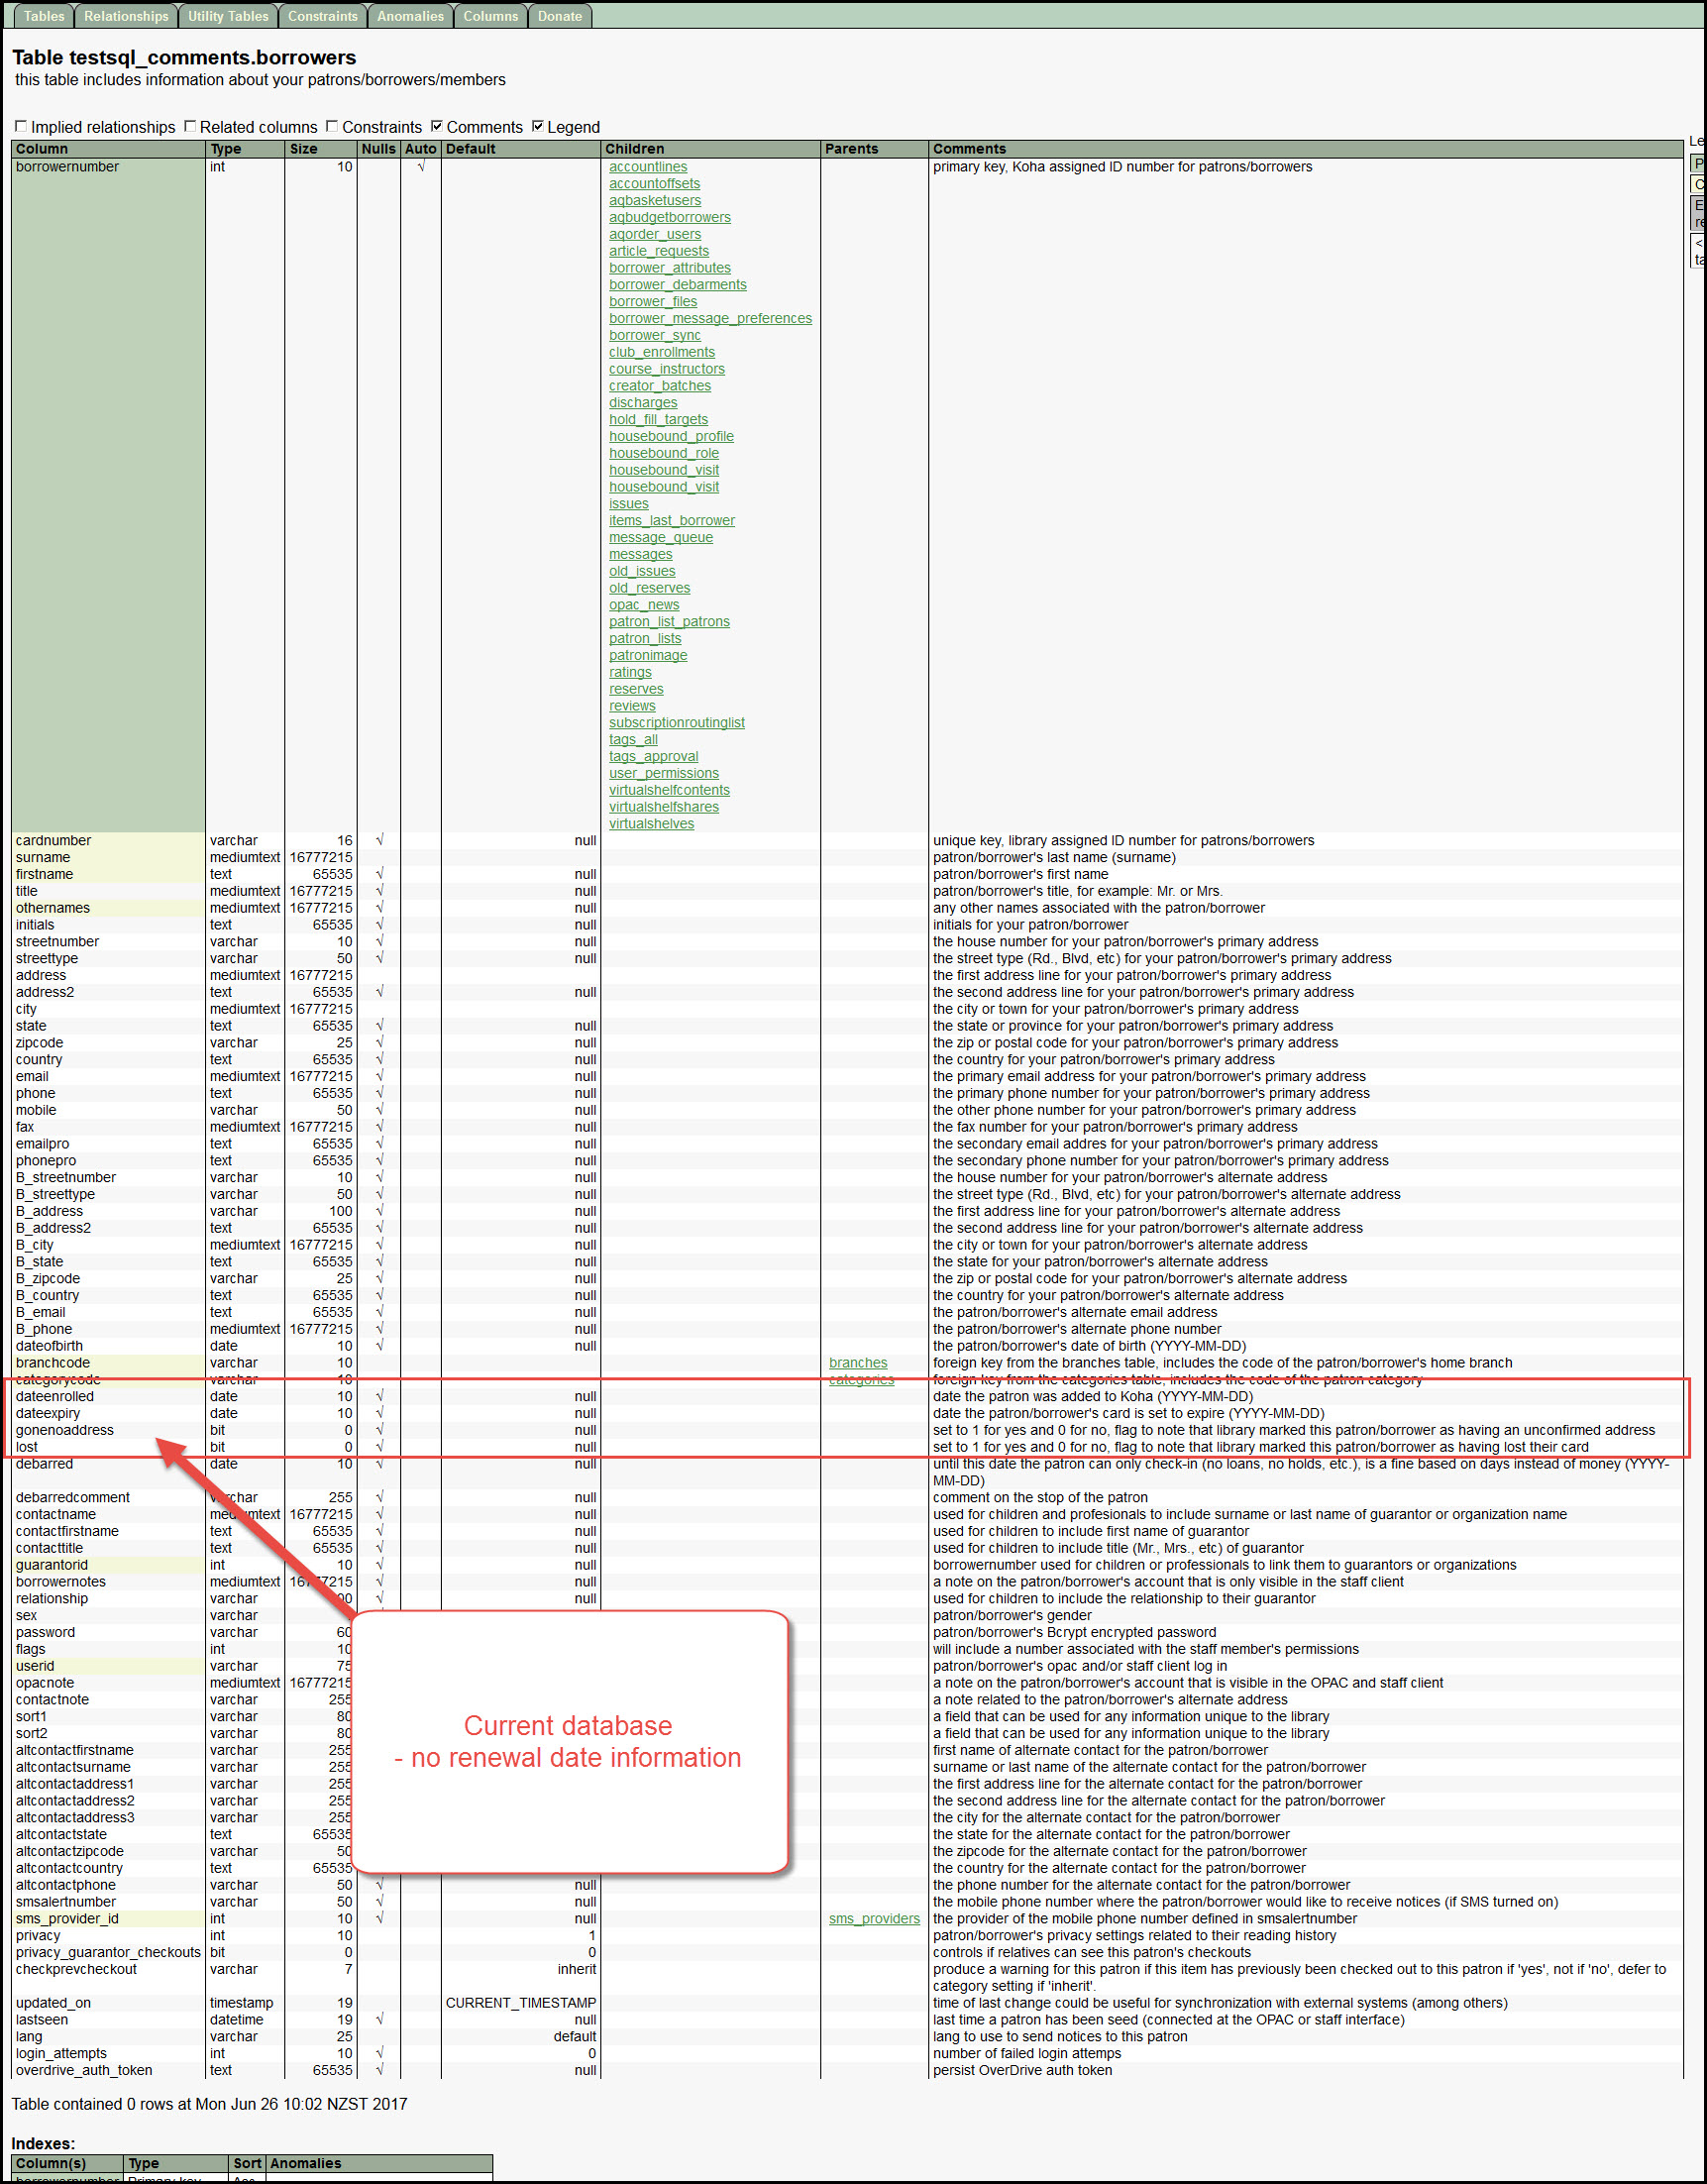 Tables Relationships Utility Tables Constraints Anomalies Columns Donate
Table testsql_comments.borrowers
this table includes information about your patrons/borrowers/members
Implied relationships Related columns Constraints Comments Legend
Column Type Size Nulls Auto Default Children Parents Comments
borrowernumber int 10 √ accountlines primary key, Koha assigned ID number for patrons/borrowers
accountoffsets
aqbasketusers
aqbudgetborrowers
aqorder_users
article_requests
borrower_attributes
borrower_debarments
borrower_files
borrower_message_preferences
borrower_sync
club_enrollments
course_instructors
creator_batches
discharges
hold_fill_targets
housebound_profile
housebound_role
housebound_visit
housebound_visit
issues
items_last_borrower
message_queue
messages
old_issues
old_reserves
opac_news
patron_list_patrons
patron_lists
patronimage
ratings
reserves
reviews
subscriptionroutinglist
tags_all
tags_approval
user_permissions
virtualshelfcontents
virtualshelfshares
virtualshelves
cardnumber varchar 16 √ null unique key, library assigned ID number for patrons/borrowers
surname mediumtext 16777215 patron/borrower's last name (surname)
firstname text 65535 √ null patron/borrower's first name
title mediumtext 16777215 √ null patron/borrower's title, for example: Mr. or Mrs.
othernames mediumtext 16777215 √ null any other names associated with the patron/borrower
initials text 65535 √ null initials for your patron/borrower
streetnumber varchar 10 √ null the house number for your patron/borrower's primary address
streettype varchar 50 √ null the street type (Rd., Blvd, etc) for your patron/borrower's primary address
address mediumtext 16777215 the first address line for your patron/borrower's primary address
address2 text 65535 √ null the second address line for your patron/borrower's primary address
city mediumtext 16777215 the city or town for your patron/borrower's primary address
state text 65535 √ null the state or province for your patron/borrower's primary address
zipcode varchar 25 √ null the zip or postal code for your patron/borrower's primary address
country text 65535 √ null the country for your patron/borrower's primary address
email mediumtext 16777215 √ null the primary email address for your patron/borrower's primary address
phone text 65535 √ null the primary phone number for your patron/borrower's primary address
mobile varchar 50 √ null the other phone number for your patron/borrower's primary address
fax mediumtext 16777215 √ null the fax number for your patron/borrower's primary address
emailpro text 65535 √ null the secondary email addres for your patron/borrower's primary address
phonepro text 65535 √ null the secondary phone number for your patron/borrower's primary address
B_streetnumber varchar 10 √ null the house number for your patron/borrower's alternate address
B_streettype varchar 50 √ null the street type (Rd., Blvd, etc) for your patron/borrower's alternate address
B_address varchar 100 √ null the first address line for your patron/borrower's alternate address
B_address2 text 65535 √ null the second address line for your patron/borrower's alternate address
B_city mediumtext 16777215 √ null the city or town for your patron/borrower's alternate address
B_state text 65535 √ null the state for your patron/borrower's alternate address
B_zipcode varchar 25 √ null the zip or postal code for your patron/borrower's alternate address
B_country text 65535 √ null the country for your patron/borrower's alternate address
B_email text 65535 √ null the patron/borrower's alternate email address
B_phone mediumtext 16777215 √ null the patron/borrower's alternate phone number
dateofbirth date 10 √ null the patron/borrower's date of birth (YYYY-MM-DD)
branchcode varchar 10 branches foreign key from the branches table, includes the code of the patron/borrower's home branch
categorycode varchar 10 categories foreign key from the categories table, includes the code of the patron category
dateenrolled date 10 √ null date the patron was added to Koha (YYYY-MM-DD)
dateexpiry date 10 √ null date the patron/borrower's card is set to expire (YYYY-MM-DD)
gonenoaddress bit 0 √ null set to 1 for yes and 0 for no, flag to note that library marked this patron/borrower as having an unconfirmed address
lost bit 0 √ null set to 1 for yes and 0 for no, flag to note that library marked this patron/borrower as having lost their card
debarred date 10 √ null until this date the patron can only check-in (no loans, no holds, etc.), is a fine based on days instead of money (YYYY-
MM-DD)
debarredcomment varchar 255 √ null comment on the stop of the patron
contactname mediumtext 16777215 √ null used for children and profesionals to include surname or last name of guarantor or organization name
contactfirstname text 65535 √ null used for children to include first name of guarantor
contacttitle text 65535 √ null used for children to include title (Mr., Mrs., etc) of guarantor
guarantorid int 10 √ null borrowernumber used for children or professionals to link them to guarantors or organizations
borrowernotes mediumtext 16777215 √ null a note on the patron/borrower's account that is only visible in the staff client
relationship varchar 00 √ null used for children to include the relationship to their guarantor
sex varchar patron/borrower's gender
password varchar 60 patron/borrower's Bcrypt encrypted password
flags int 10 will include a number associated with the staff member's permissions
userid varchar 75 patron/borrower's opac and/or staff client log in
opacnote mediumtext 16777215 a note on the patron/borrower's account that is visible in the OPAC and staff client
contactnote varchar 255 a note related to the patron/borrower's alternate address
sort1 varchar 80 a field that can be used for any information unique to the library
sort2 varchar 80 a field that can be used for any information unique to the library
altcontactfirstname varchar 255 first name of alternate contact for the patron/borrower
altcontactsurname varchar 255 surname or last name of the alternate contact for the patron/borrower
altcontactaddress1 varchar 255 the first address line for the alternate contact for the patron/borrower
altcontactaddress2 varchar 255 the second address line for the alternate contact for the patron/borrower
altcontactaddress3 varchar 255 the city for the alternate contact for the patron/borrower
altcontactstate text 65535 the state for the alternate contact for the patron/borrower
altcontactzipcode varchar 50 the zipcode for the alternate contact for the patron/borrower
altcontactcountry text 65535 the country for the alternate contact for the patron/borrower
altcontactphone varchar 50 √ null the phone number for the alternate contact for the patron/borrower
smsalertnumber varchar 50 √ null the mobile phone number where the patron/borrower would like to receive notices (if SMS turned on)
sms_provider_id int 10 √ null sms_providers the provider of the mobile phone number defined in smsalertnumber
privacy int 10 1 patron/borrower's privacy settings related to their reading history
privacy_guarantor_checkouts bit 0 0 controls if relatives can see this patron's checkouts
checkprevcheckout varchar 7 inherit produce a warning for this patron if this item has previously been checked out to this patron if 'yes', not if 'no', defer to
category setting if 'inherit'.
updated_on timestamp 19 CURRENT_TIMESTAMP time of last change could be useful for synchronization with external systems (among others)
lastseen datetime 19 √ null last time a patron has been seed (connected at the OPAC or staff interface)
lang varchar 25 default lang to use to send notices to this patron
login_attempts int 10 √ 0 number of failed login attemps
overdrive_auth_token text 65535 √ null persist OverDrive auth token
Current database
- no renewal date information
Table contained 0 rows at Mon Jun 26 10:02 NZST 2017
Indexes:
Column(s) Type Sort Anomalies
borrowernumber Primary key Asc